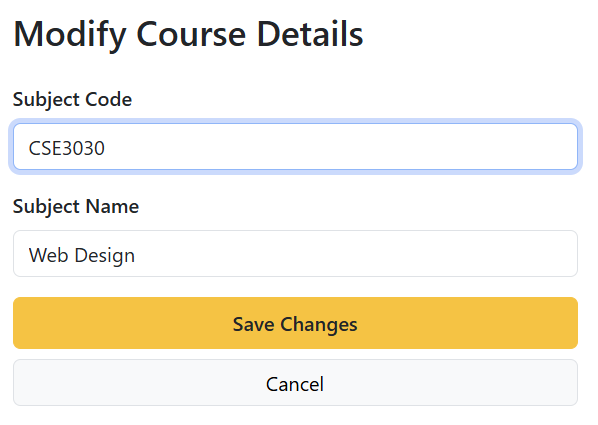 Modify Course Details
Subject Code
CSE3030
Subject Name
Web Design
Save Changes
Cancel